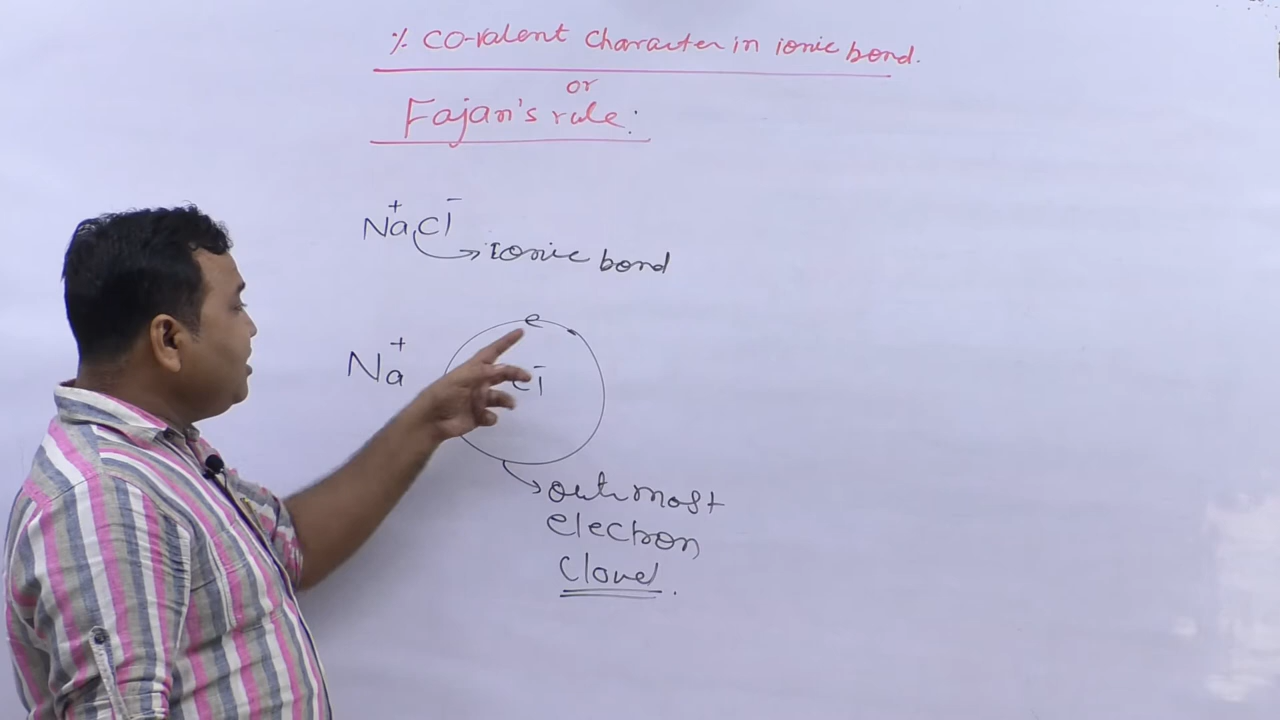 % Co-valent character in ionic bond.
or
Fajan's rule:
Na⁺Cl⁻
ionic bond
Na⁺
e
Cl⁻
outermost
electron
cloud.